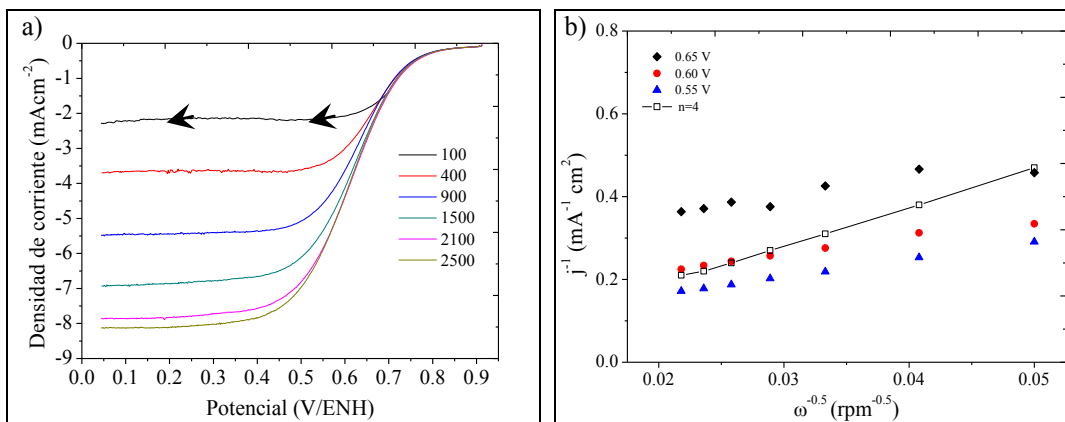 a)
0
-1
-2
-3
-4
-5
-6
-7
-8
-9
Densidad de corriente (mAcm⁻²)
100
400
900
1500
2100
2500
0.0 0.1 0.2 0.3 0.4 0.5 0.6 0.7 0.8 0.9
Potencial (V/ENH)
b)
0.8
0.6
0.4
0.2
0.0
j⁻¹ (mA⁻¹ cm²)
0.65 V
0.60 V
0.55 V
n=4
0.02 0.03 0.04 0.05
ω⁻⁰·⁵ (rpm⁻⁰·⁵)